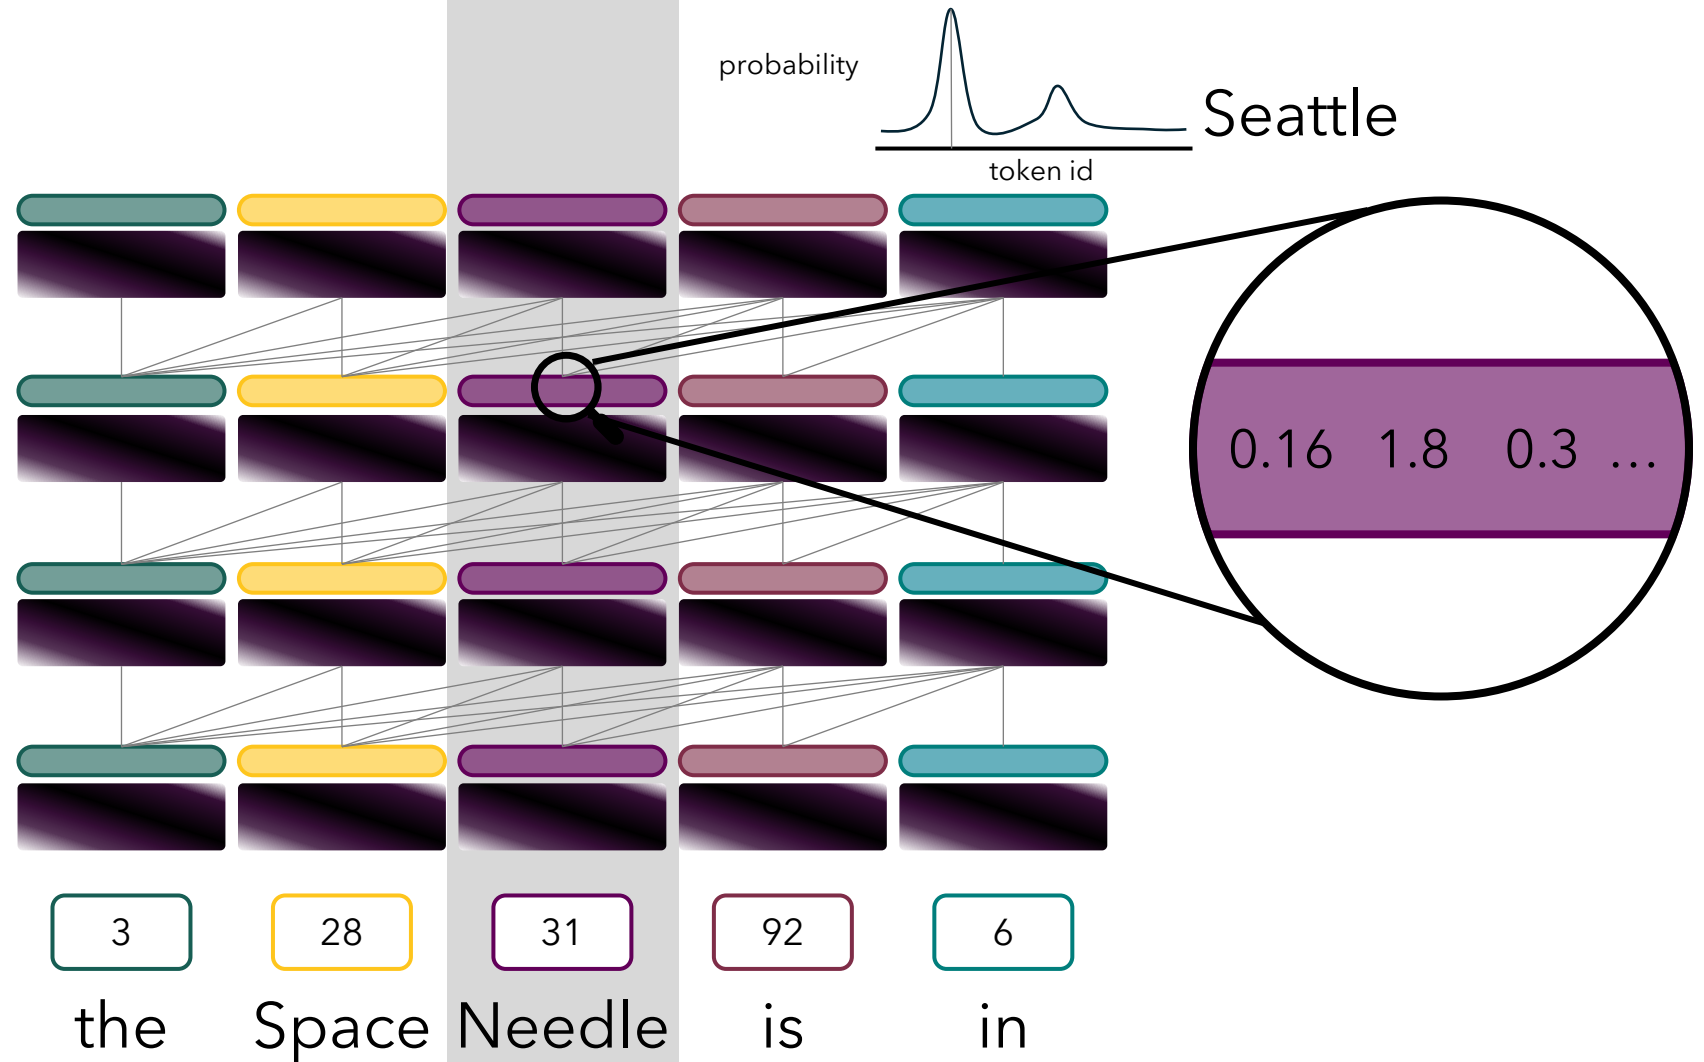 probability
Seattle
token id
0.16 1.8 0.3 ...
3 28 31 92 6
the Space Needle is in